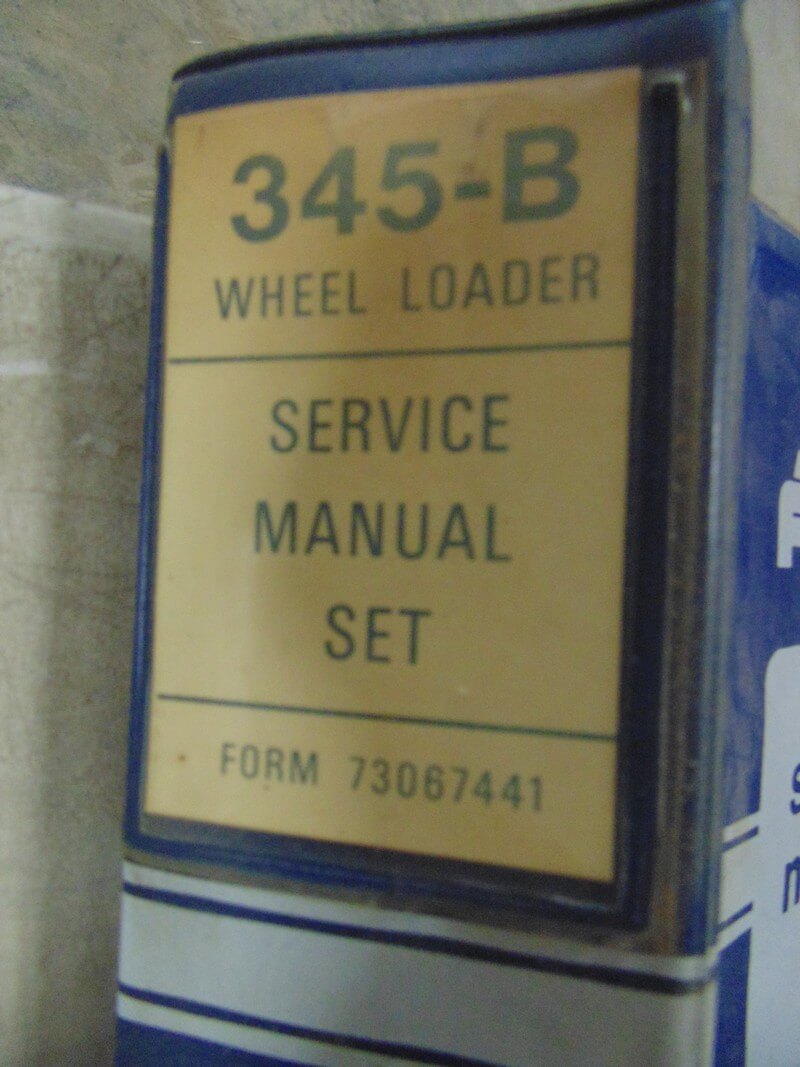 345-B
WHEEL LOADER
SERVICE
MANUAL
SET
FORM 73067441